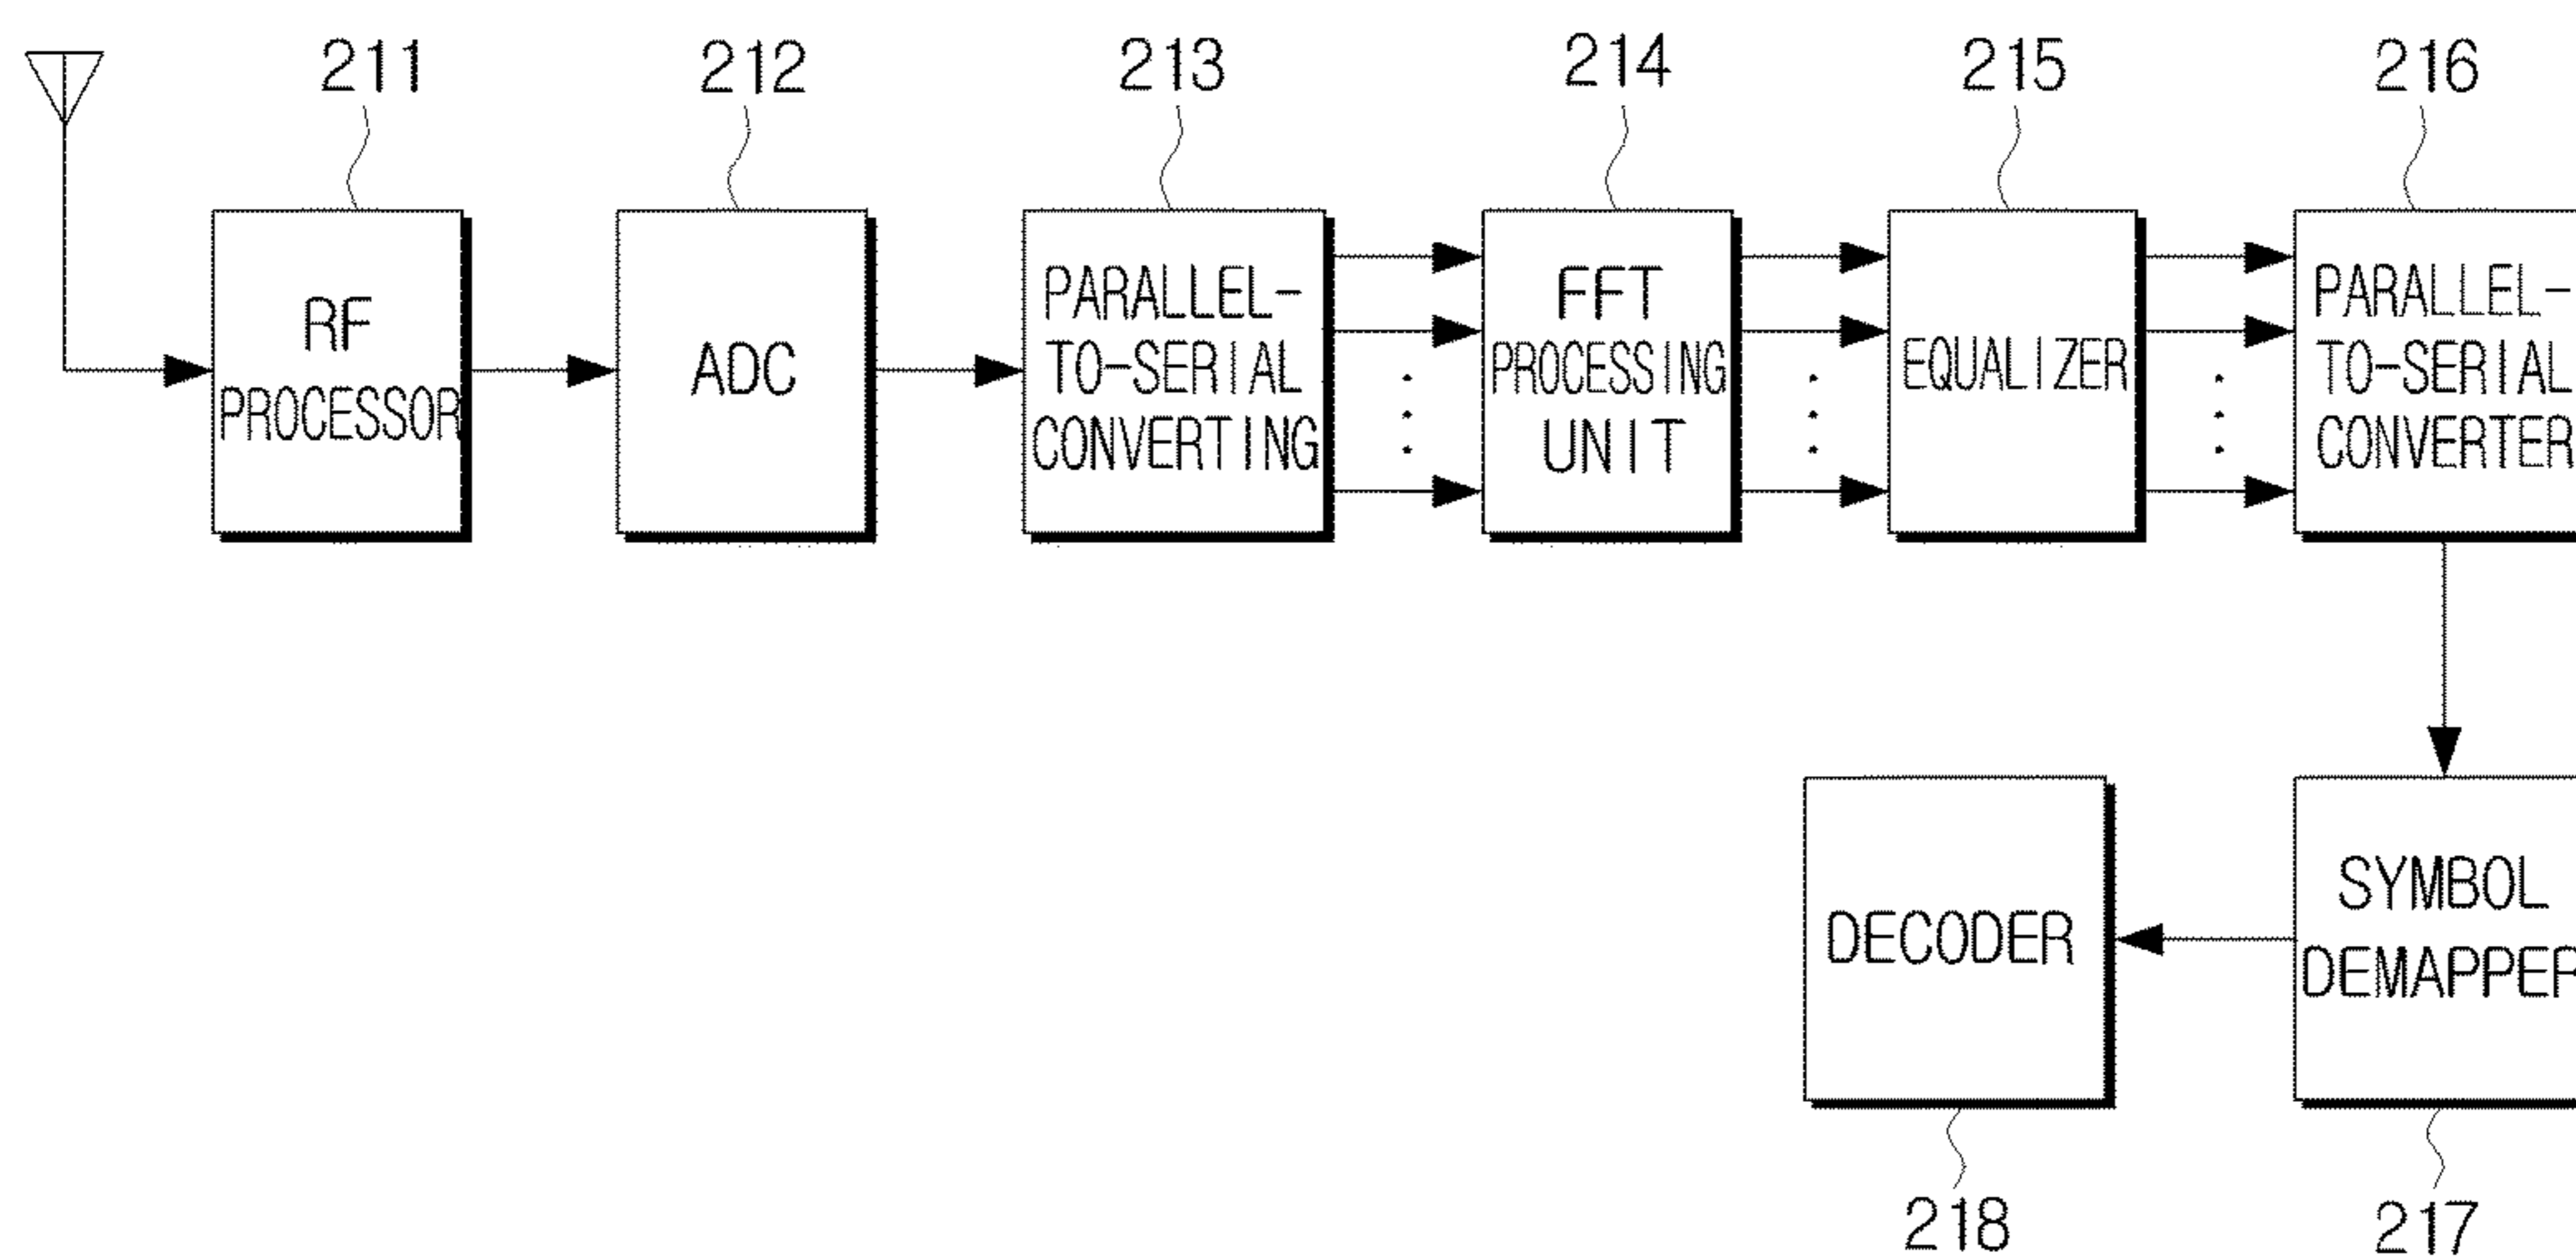 211
212
213
214
215
216
RF
PROCESSOR
ADC
PARALLEL-
TO-SERIAL
CONVERTING
FFT
PROCESSING
UNIT
EQUALIZER
PARALLEL-
TO-SERIAL
CONVERTER
DECODER
SYMBOL
DEMAPPER
218
217